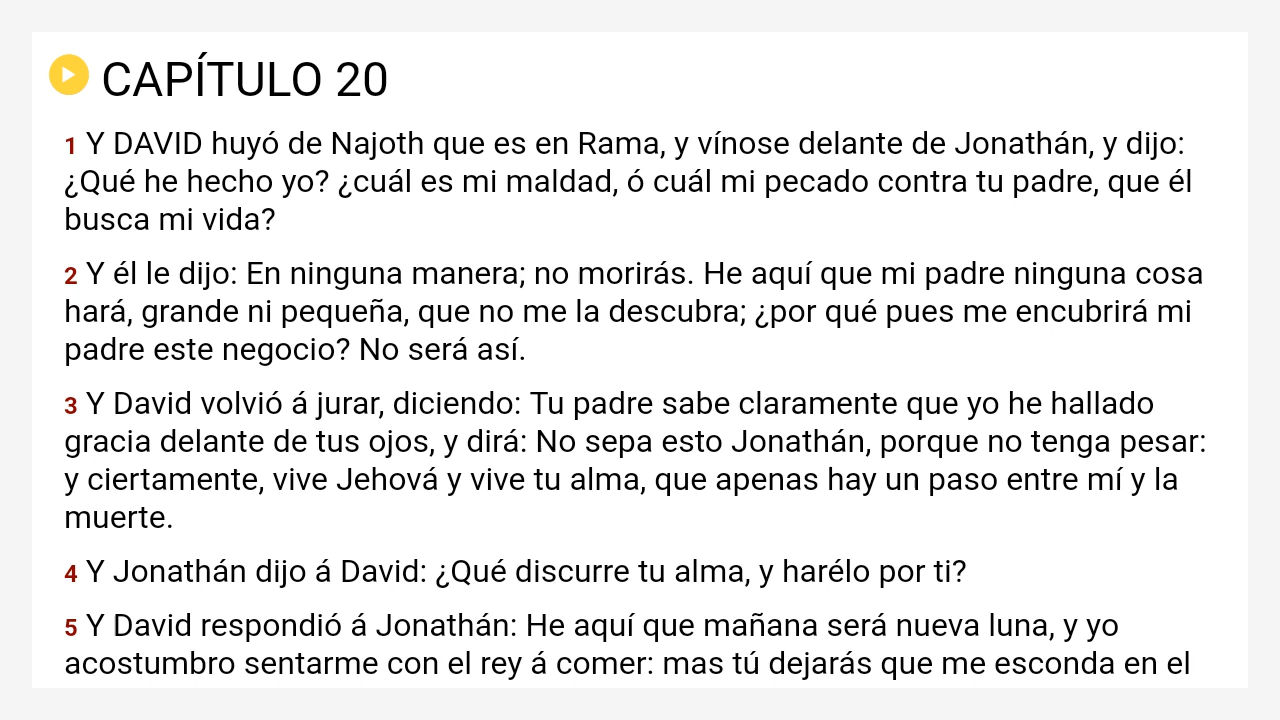 CAPÍTULO 20
1 Y DAVID huyó de Najoth que es en Rama, y vínose delante de Jonathán, y dijo:
¿Qué he hecho yo? ¿cuál es mi maldad, ó cuál mi pecado contra tu padre, que él
busca mi vida?
2 Y él le dijo: En ninguna manera; no morirás. He aquí que mi padre ninguna cosa
hará, grande ni pequeña, que no me la descubra; ¿por qué pues me encubrirá mi
padre este negocio? No será así.
3 Y David volvió á jurar, diciendo: Tu padre sabe claramente que yo he hallado
gracia delante de tus ojos, y dirá: No sepa esto Jonathán, porque no tenga pesar:
y ciertamente, vive Jehová y vive tu alma, que apenas hay un paso entre mí y la
muerte.
4 Y Jonathán dijo á David: ¿Qué discurre tu alma, y harélo por ti?
5 Y David respondió á Jonathán: He aquí que mañana será nueva luna, y yo
acostumbro sentarme con el rey á comer: mas tú dejarás que me esconda en el